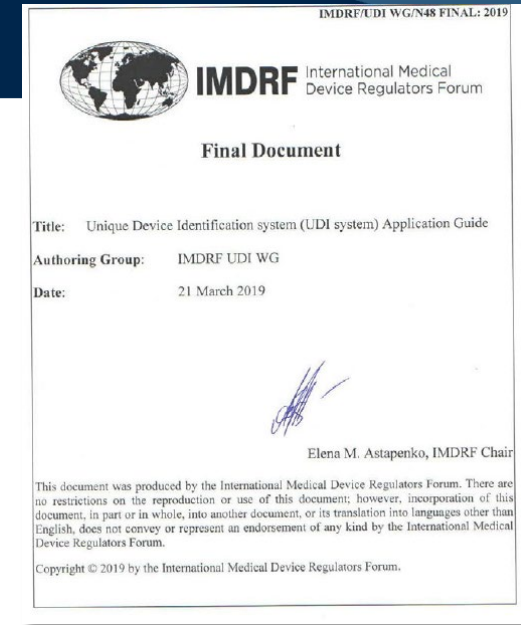 IMDRF/UDI WG/N48 FINAL: 2019
IMDRF International Medical
Device Regulators Forum
Final Document
Title: Unique Device Identification system (UDI system) Application Guide
Authoring Group: IMDRF UDI WG
Date: 21 March 2019
Elena M. Astapenko, IMDRF Chair
This document was produced by the International Medical Device Regulators Forum. There are
no restrictions on the reproduction or use of this document; however, incorporation of this
document, in part or in whole, into another document, or its translation into languages other than
English, does not convey or represent an endorsement of any kind by the International Medical
Device Regulators Forum.
Copyright © 2019 by the International Medical Device Regulators Forum.